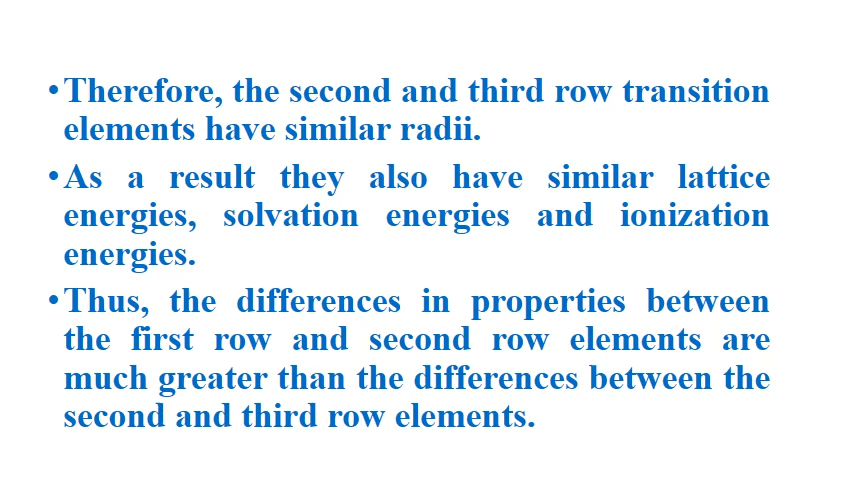 •Therefore, the second and third row transition
elements have similar radii.
•As a result they also have similar lattice
energies, solvation energies and ionization
energies.
•Thus, the differences in properties between
the first row and second row elements are
much greater than the differences between the
second and third row elements.